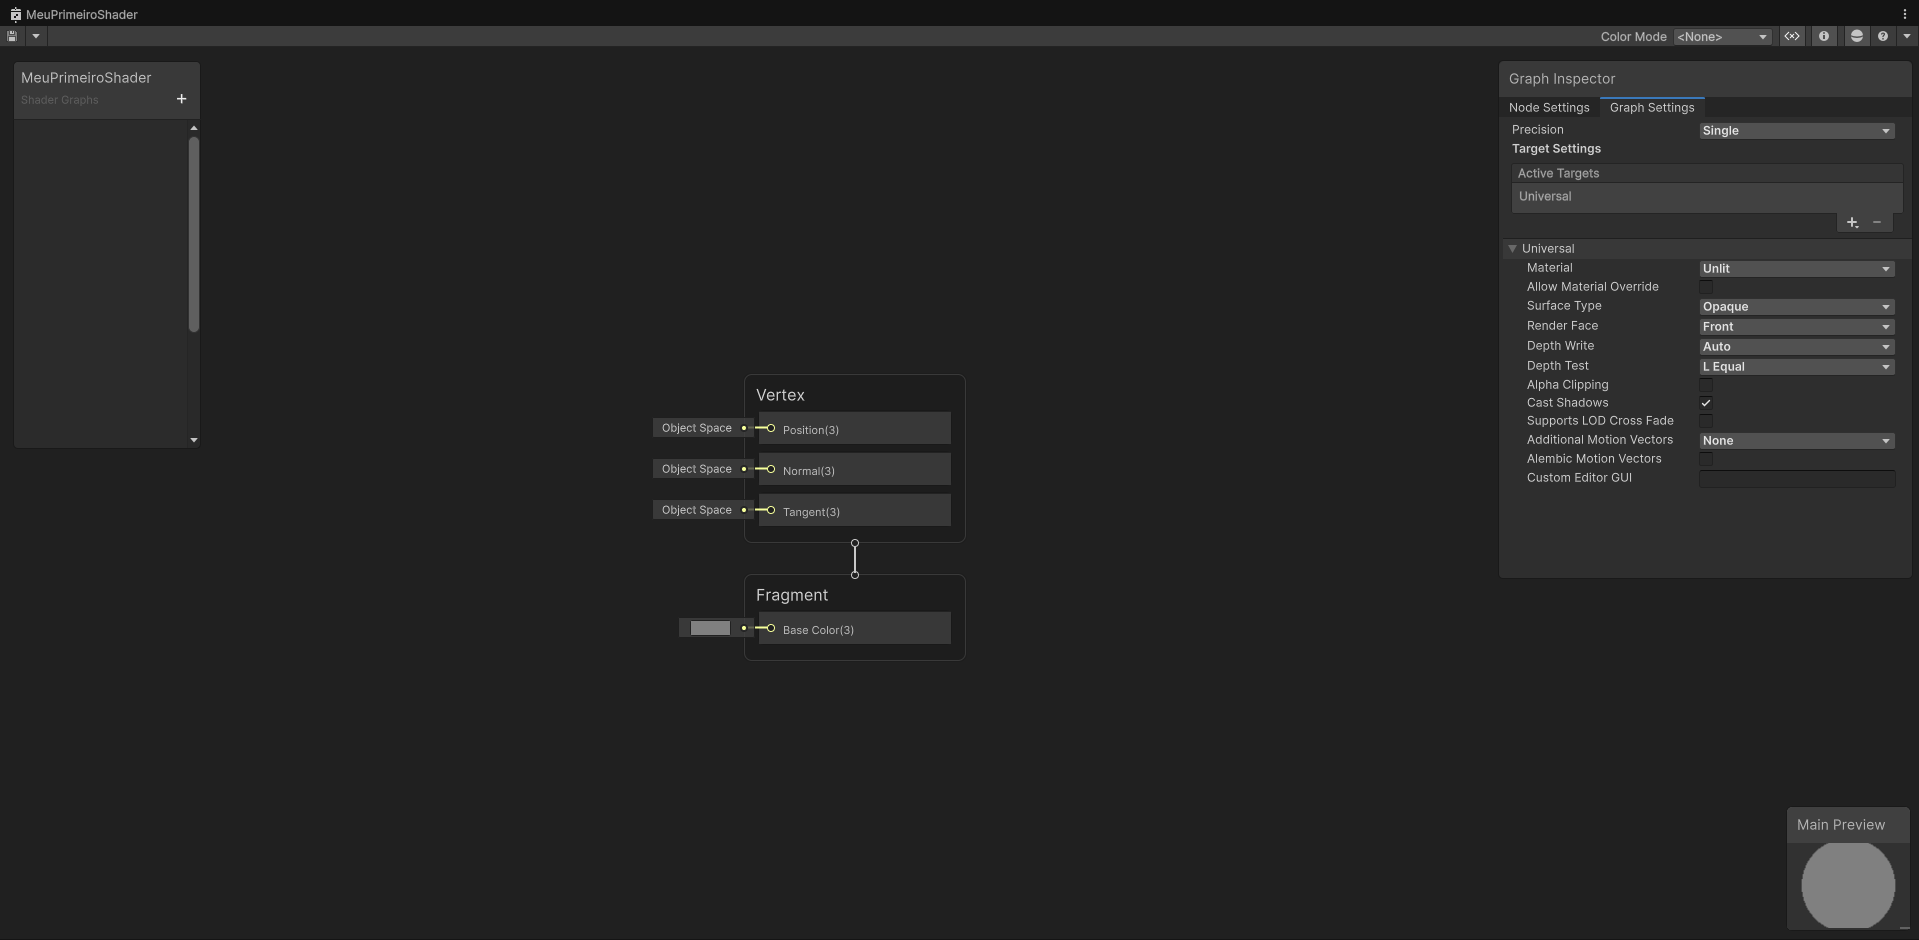 MeuPrimeiroShader
Color Mode <None>
MeuPrimeiroShader
Shader Graphs
Graph Inspector
Node Settings Graph Settings
Precision Single
Target Settings
Active Targets
Universal
Universal
Material Unlit
Allow Material Override
Surface Type Opaque
Render Face Front
Depth Write Auto
Depth Test L Equal
Alpha Clipping
Cast Shadows
Supports LOD Cross Fade
Additional Motion Vectors None
Alembic Motion Vectors
Custom Editor GUI
Vertex
Object Space Position(3)
Object Space Normal(3)
Object Space Tangent(3)
Fragment
Base Color(3)
Main Preview